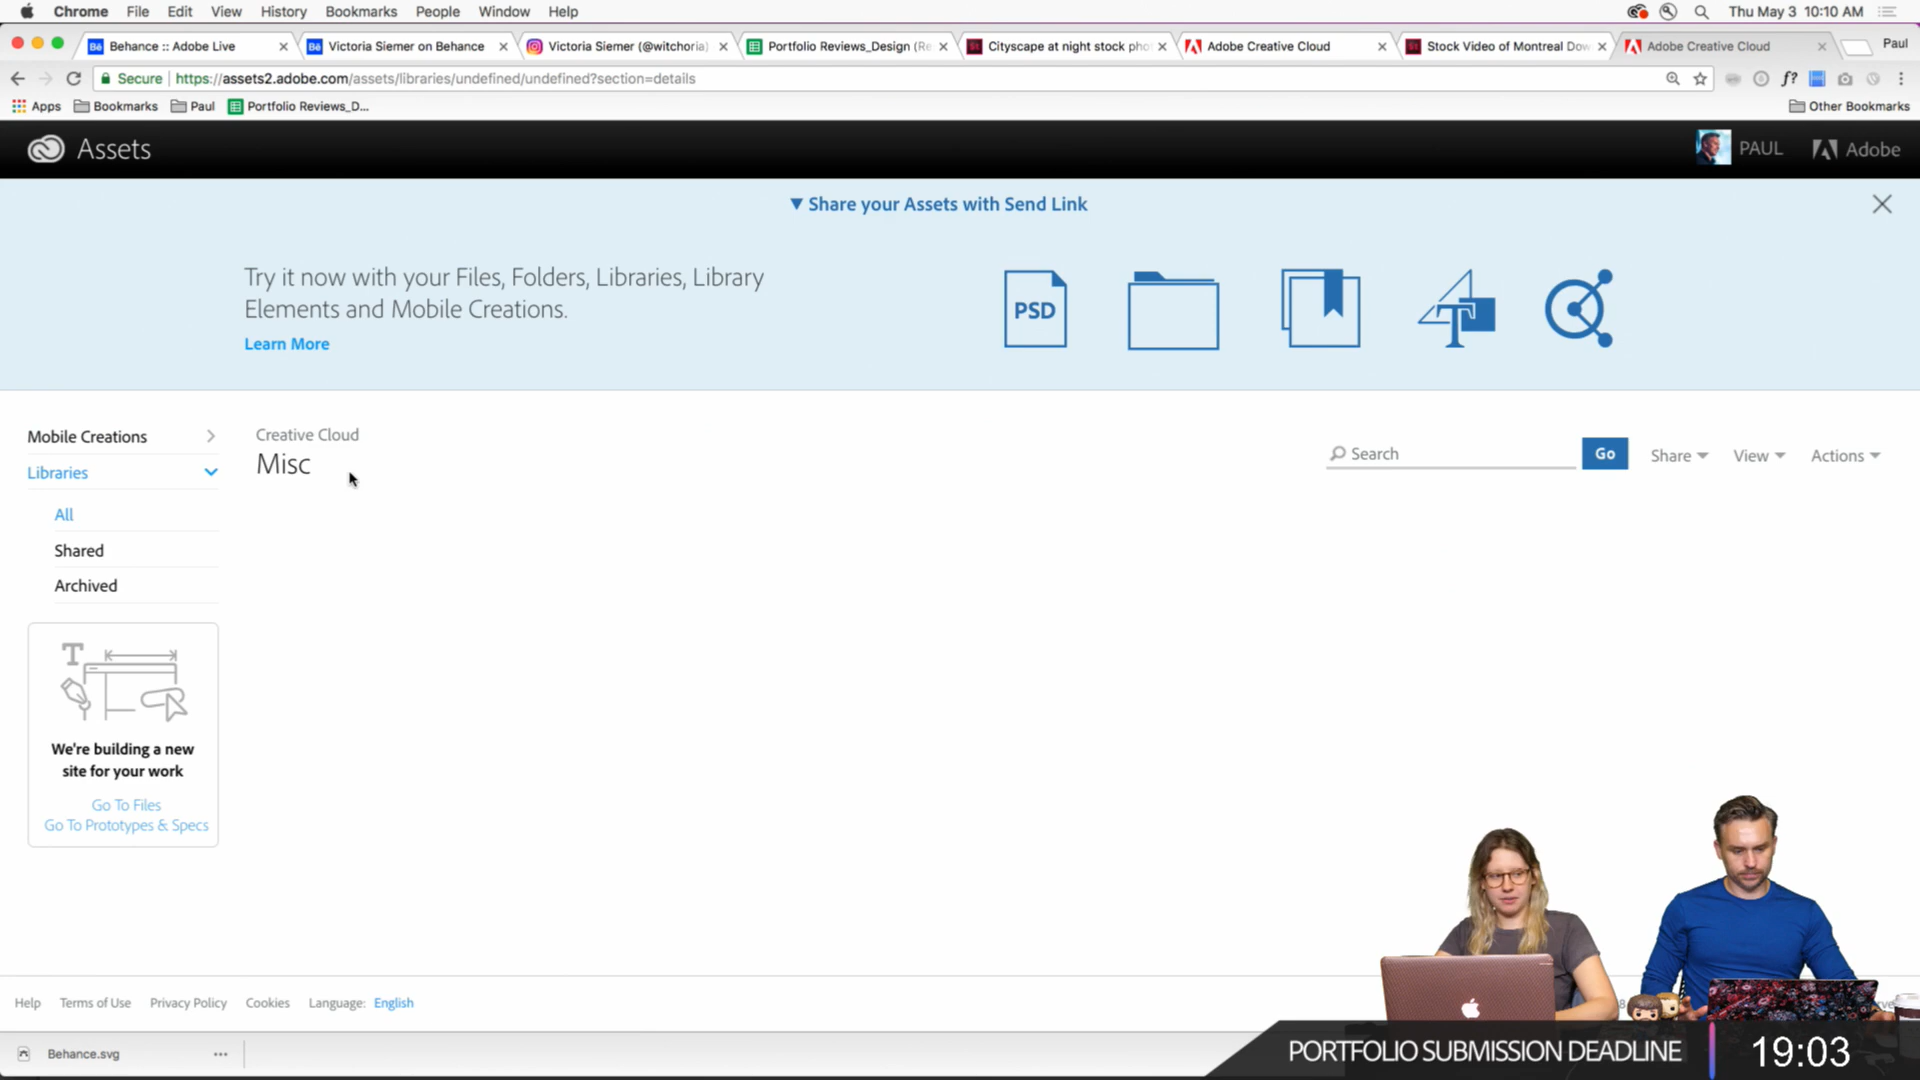 Chrome File Edit View History Bookmarks People Window Help Thu May 3 10:10 AM
Behance :: Adobe Live Victoria Siemer on Behance Victoria Siemer (@witchoria) Portfolio Reviews_Design (Re Cityscape at night stock pho Adobe Creative Cloud Stock Video of Montreal Dow Adobe Creative Cloud Paul
Secure https://assets2.adobe.com/assets/libraries/undefined/undefined?section=details f?
Apps Bookmarks Paul Portfolio Reviews_D... Other Bookmarks
Assets PAUL Adobe
Share your Assets with Send Link
Try it now with your Files, Folders, Libraries, Library
Elements and Mobile Creations.
Learn More
PSD
T
Mobile Creations
Libraries
All
Shared
Archived
Creative Cloud
Misc
Search Go Share View Actions
T
We're building a new
site for your work
Go To Files
Go To Prototypes & Specs
Help Terms of Use Privacy Policy Cookies Language: English
Behance.svg
PORTFOLIO SUBMISSION DEADLINE 19:03